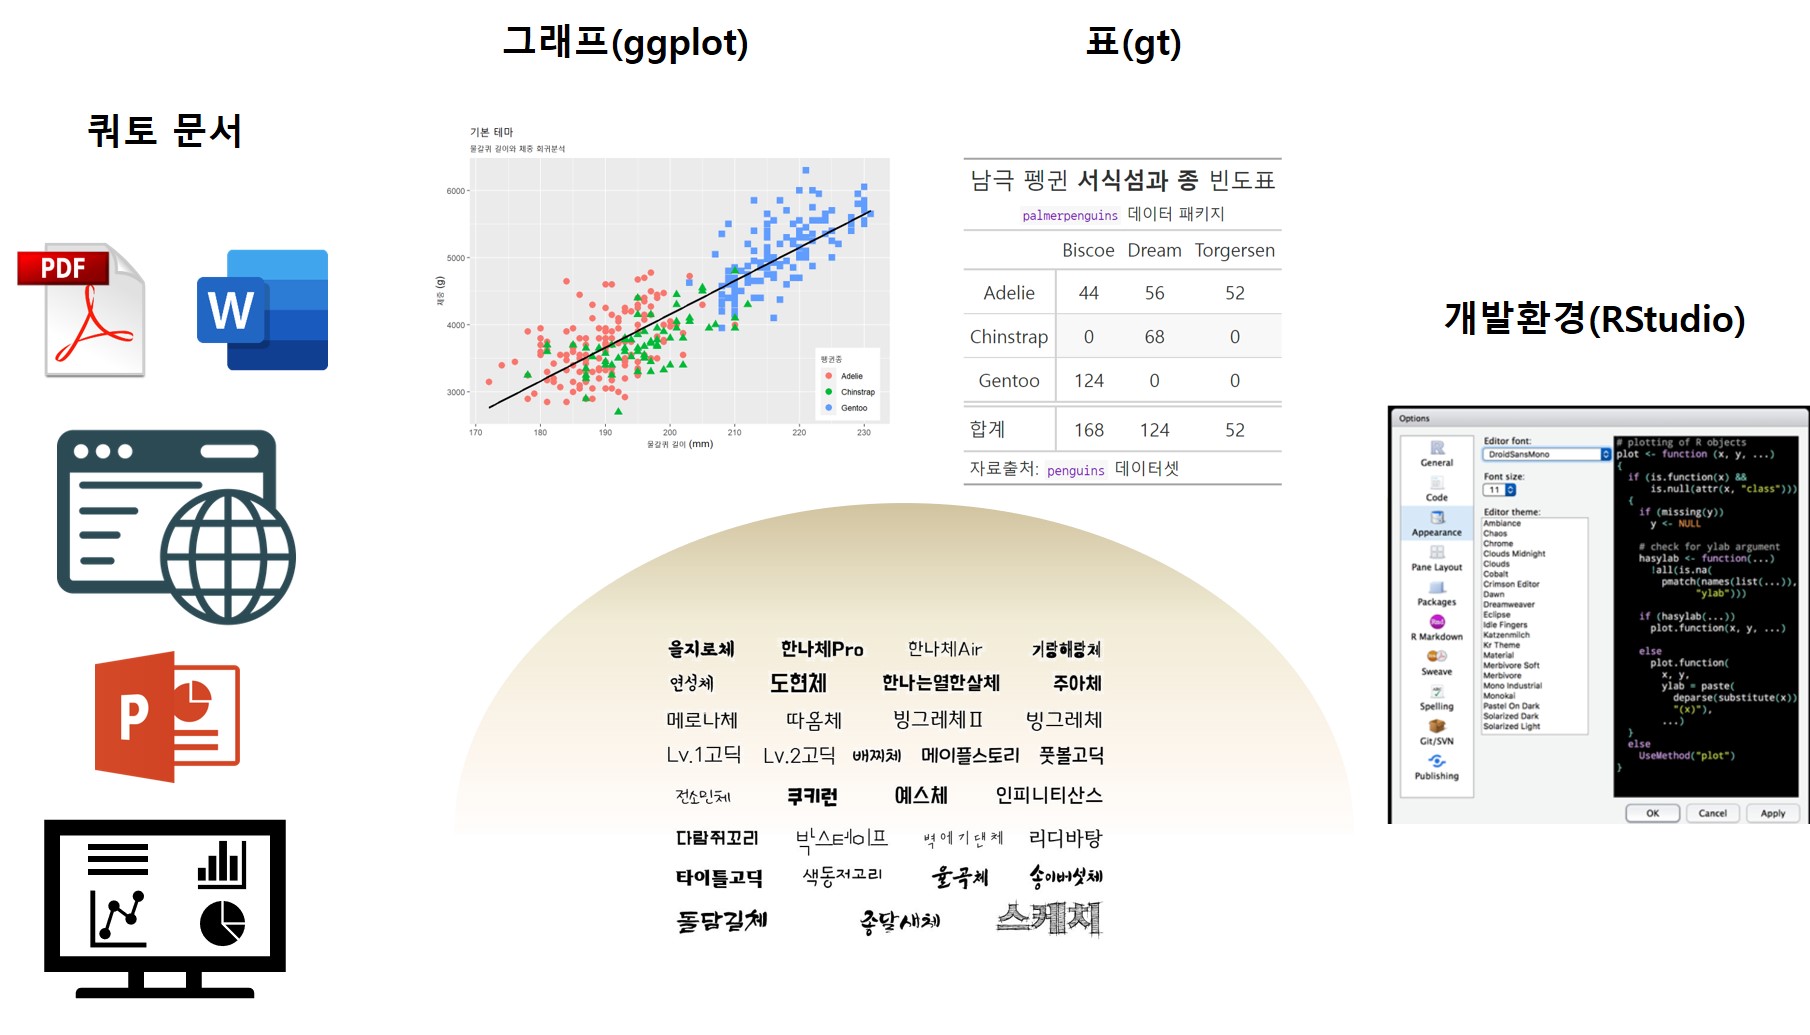 그래프(ggplot)
표(gt)
쿼토 문서
PDF
W
P
기본 테마
물갈퀴 길이와 체중 회귀분석
6000
5000
4000
3000
체중 (g)
170 180 190 200 210 220 230
물갈퀴 길이 (mm)
펭귄종
Adelie
Chinstrap
Gentoo
남극 펭귄 서식섬과 종 빈도표
palmerpenguins 데이터 패키지
Biscoe Dream Torgersen
Adelie 44 56 52
Chinstrap 0 68 0
Gentoo 124 0 0
합계 168 124 52
자료출처: penguins 데이터셋
을지로체 한나체Pro 한나체Air 기랑해랑체
연성체 도현체 한나는열한살체 주아체
메로나체 따옴체 빙그레체Ⅱ 빙그레체
Lv.1고딕 Lv.2고딕 배찌체 메이플스토리 풋볼고딕
전소민체 쿠키런 예스체 인피니티산스
다람쥐꼬리 박스테이프 벽에기댄체 리디바탕
타이틀고딕 색동저고리 율곡체 송이버섯체
돌담길체 종달새체 스케치
개발환경(RStudio)
Options
General
Code
Appearance
Pane Layout
Packages
R Markdown
Sweave
Spelling
Git/SVN
Publishing
Editor font:
DroidSansMono
Font size:
11
Editor theme:
Ambiance
Chaos
Chrome
Clouds Midnight
Clouds
Cobalt
Crimson Editor
Dawn
Dreamweaver
Eclipse
Idle Fingers
Katzenmilch
Kr Theme
Material
Merbivore Soft
Merbivore
Mono Industrial
Monokai
Pastel On Dark
Solarized Dark
Solarized Light
# plotting of R objects
plot <- function (x, y, ...)
{
if (is.function(x) &&
is.null(attr(x, "class")))
{
if (missing(y))
y <- NULL
# check for ylab argument
hasylab <- function(...)
!all(is.na(
pmatch(names(list(...)),
"ylab")))
if (hasylab(...))
plot.function(x, y, ...)
else
plot.function(
x, y,
ylab = paste(
deparse(substitute(x)),
"(x)"),
...)
}
else
UseMethod("plot")
}
OK Cancel Apply